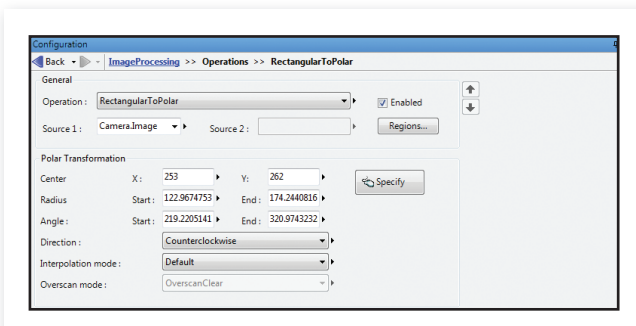 Configuration
Back ImageProcessing >> Operations >> RectangularToPolar
General
Operation : RectangularToPolar Enabled
Source 1 : Camera.Image Source 2 : Regions...
Polar Transformation
Center X : 253 Y: 262 Specify
Radius Start : 122.9674753 End : 174.2440816
Angle : Start : 219.2205141 End : 320.9743232
Direction : Counterclockwise
Interpolation mode : Default
Overscan mode : OverscanClear